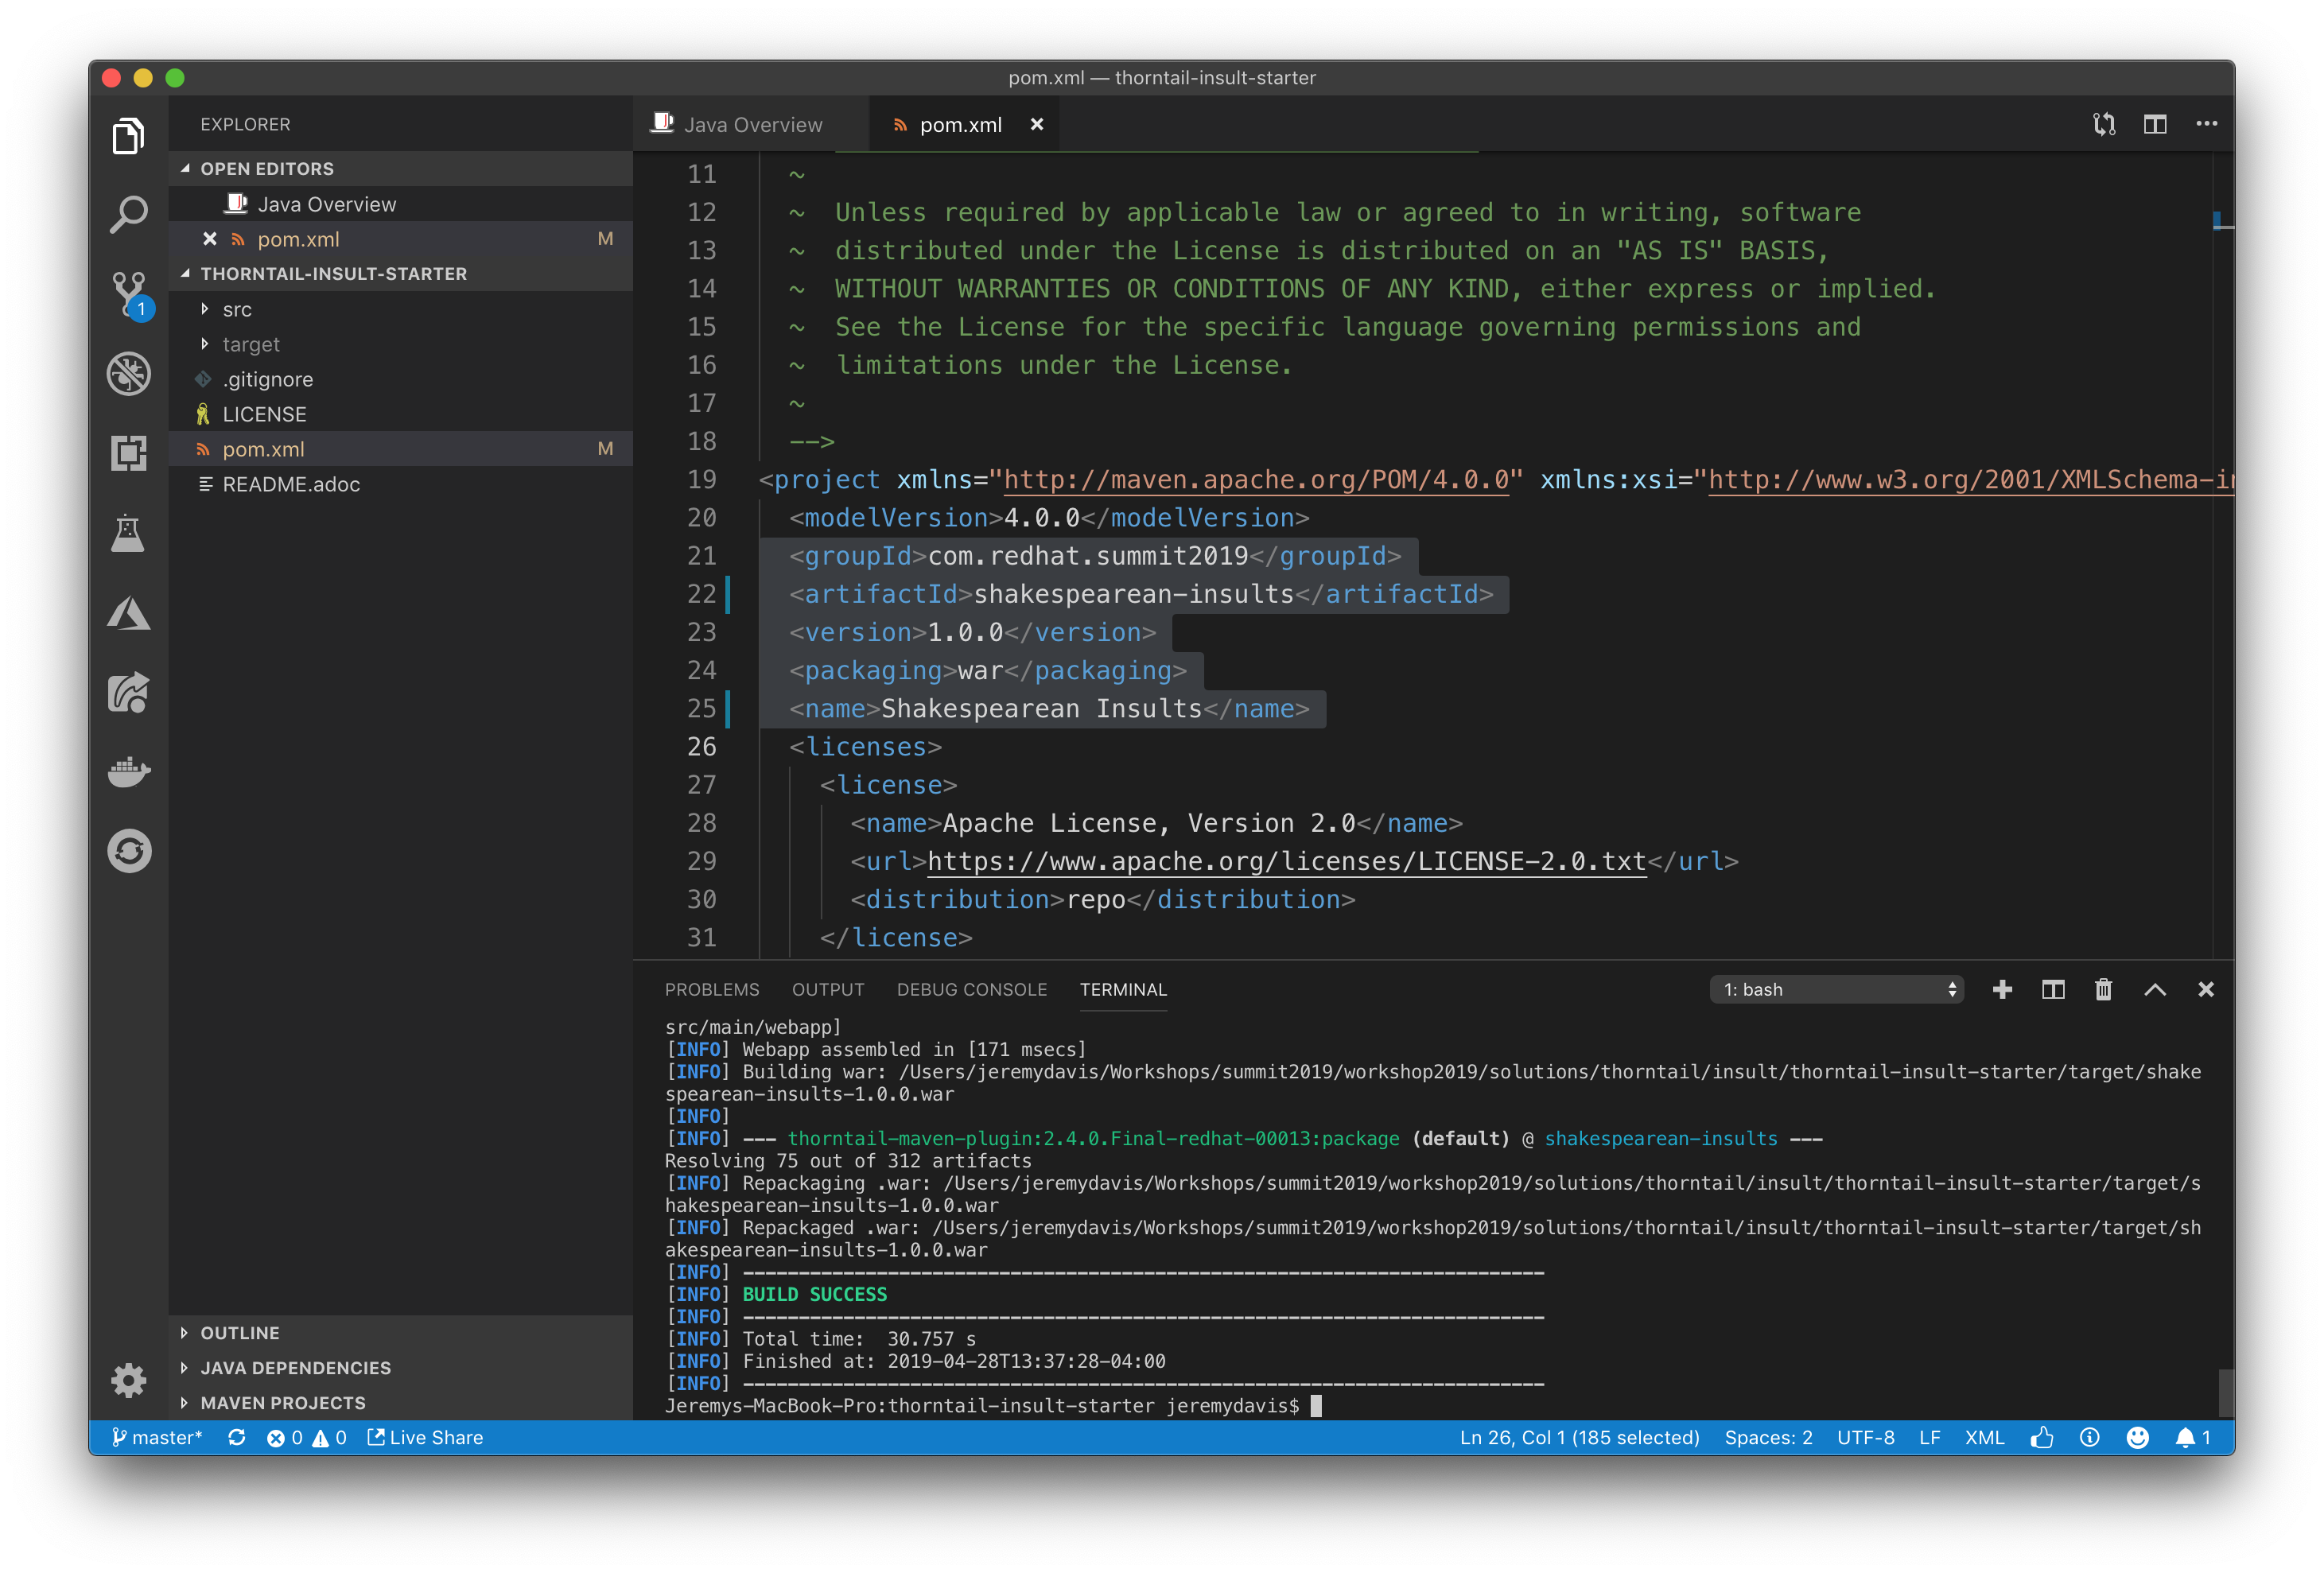 pom.xml — thorntail-insult-starter
EXPLORER
OPEN EDITORS
Java Overview
pom.xml M
THORNTAIL-INSULT-STARTER
src
target
.gitignore
LICENSE
pom.xml M
README.adoc
1
OUTLINE
JAVA DEPENDENCIES
MAVEN PROJECTS
Java Overview
pom.xml
11 ~
12 ~ Unless required by applicable law or agreed to in writing, software
13 ~ distributed under the License is distributed on an "AS IS" BASIS,
14 ~ WITHOUT WARRANTIES OR CONDITIONS OF ANY KIND, either express or implied.
15 ~ See the License for the specific language governing permissions and
16 ~ limitations under the License.
17 ~
18 -->
19 <project xmlns="http://maven.apache.org/POM/4.0.0" xmlns:xsi="http://www.w3.org/2001/XMLSchema-in
20 <modelVersion>4.0.0</modelVersion>
21 <groupId>com.redhat.summit2019</groupId>
22 <artifactId>shakespearean-insults</artifactId>
23 <version>1.0.0</version>
24 <packaging>war</packaging>
25 <name>Shakespearean Insults</name>
26 <licenses>
27 <license>
28 <name>Apache License, Version 2.0</name>
29 <url>https://www.apache.org/licenses/LICENSE-2.0.txt</url>
30 <distribution>repo</distribution>
31 </license>
PROBLEMS OUTPUT DEBUG CONSOLE TERMINAL 1: bash
src/main/webapp]
[INFO] Webapp assembled in [171 msecs]
[INFO] Building war: /Users/jeremydavis/Workshops/summit2019/workshop2019/solutions/thorntail/insult/thorntail-insult-starter/target/shake
spearean-insults-1.0.0.war
[INFO]
[INFO] --- thorntail-maven-plugin:2.4.0.Final-redhat-00013:package (default) @ shakespearean-insults ---
Resolving 75 out of 312 artifacts
[INFO] Repackaging .war: /Users/jeremydavis/Workshops/summit2019/workshop2019/solutions/thorntail/insult/thorntail-insult-starter/target/s
hakespearean-insults-1.0.0.war
[INFO] Repackaged .war: /Users/jeremydavis/Workshops/summit2019/workshop2019/solutions/thorntail/insult/thorntail-insult-starter/target/sh
akespearean-insults-1.0.0.war
[INFO] ------------------------------------------------------------------------
[INFO] BUILD SUCCESS
[INFO] ------------------------------------------------------------------------
[INFO] Total time:  30.757 s
[INFO] Finished at: 2019-04-28T13:37:28-04:00
[INFO] ------------------------------------------------------------------------
Jeremys-MacBook-Pro:thorntail-insult-starter jeremydavis$
master* 0 0 Live Share Ln 26, Col 1 (185 selected) Spaces: 2 UTF-8 LF XML 1